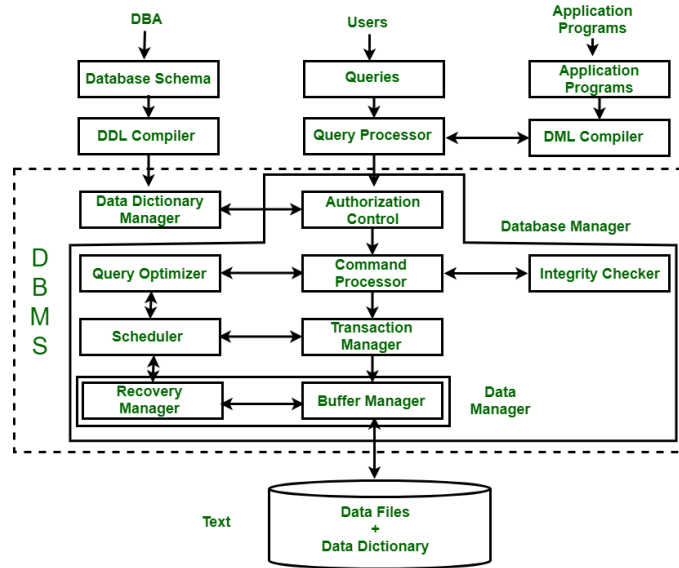 DBA
Users
Application
Programs
Database Schema
Queries
Application
Programs
DDL Compiler
Query Processor
DML Compiler
Data Dictionary
Manager
Authorization
Control
Database Manager
D
B
M
S
Query Optimizer
Command
Processor
Integrity Checker
Scheduler
Transaction
Manager
Recovery
Manager
Buffer Manager
Data
Manager
Text
Data Files
+
Data Dictionary